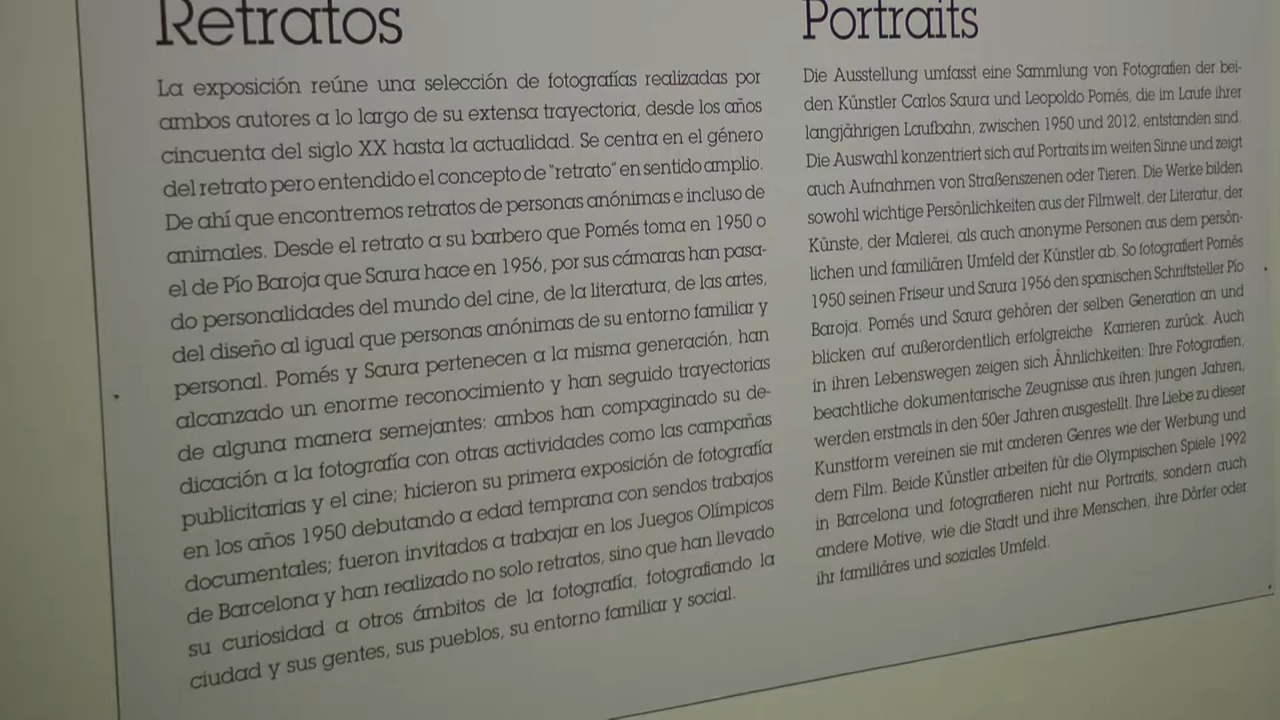 Retratos
La exposición reúne una selección de fotografías realizadas por
ambos autores a lo largo de su extensa trayectoria, desde los años
cincuenta del siglo XX hasta la actualidad. Se centra en el género
del retrato pero entendido el concepto de "retrato" en sentido amplio.
De ahí que encontremos retratos de personas anónimas e incluso de
animales. Desde el retrato a su barbero que Pomés toma en 1950 o
el de Pío Baroja que Saura hace en 1956, por sus cámaras han pasa-
do personalidades del mundo del cine, de la literatura, de las artes,
del diseño al igual que personas anónimas de su entorno familiar y
personal. Pomés y Saura pertenecen a la misma generación, han
alcanzado un enorme reconocimiento y han seguido trayectorias
de alguna manera semejantes: ambos han compaginado su de-
dicación a la fotografía con otras actividades como las campañas
publicitarias y el cine; hicieron su primera exposición de fotografía
en los años 1950 debutando a edad temprana con sendos trabajos
documentales; fueron invitados a trabajar en los Juegos Olímpicos
de Barcelona y han realizado no solo retratos, sino que han llevado
su curiosidad a otros ámbitos de la fotografía, fotografiando la
ciudad y sus gentes, sus pueblos, su entorno familiar y social.
Portraits
Die Ausstellung umfasst eine Sammlung von Fotografien der bei-
den Künstler Carlos Saura und Leopoldo Pomés, die im Laufe ihrer
langjährigen Laufbahn, zwischen 1950 und 2012, entstanden sind.
Die Auswahl konzentriert sich auf Portraits im weiten Sinne und zeigt
auch Aufnahmen von Straßenszenen oder Tieren. Die Werke bilden
sowohl wichtige Persönlichkeiten aus der Filmwelt, der Literatur, der
Künste, der Malerei, als auch anonyme Personen aus dem persön-
lichen und familiären Umfeld der Künstler ab. So fotografiert Pomés
1950 seinen Friseur und Saura 1956 den spanischen Schriftsteller Pío
Baroja. Pomés und Saura gehören der selben Generation an und
blicken auf außerordentlich erfolgreiche Karrieren zurück. Auch
in ihren Lebenswegen zeigen sich Ähnlichkeiten: Ihre Fotografien,
beachtliche dokumentarische Zeugnisse aus ihren jungen Jahren,
werden erstmals in den 50er Jahren ausgestellt. Ihre Liebe zu dieser
Kunstform vereinen sie mit anderen Genres wie der Werbung und
dem Film. Beide Künstler arbeiten für die Olympischen Spiele 1992
in Barcelona und fotografieren nicht nur Portraits, sondern auch
andere Motive, wie die Stadt und ihre Menschen, ihre Dörfer oder
ihr familiäres und soziales Umfeld.